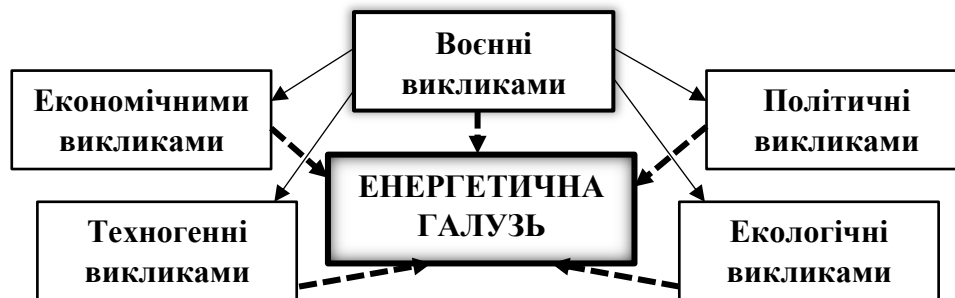 Воєнні
викликами
Економічними
викликами
Політичні
викликами
ЕНЕРГЕТИЧНА
ГАЛУЗЬ
Техногенні
викликами
Екологічні
викликами